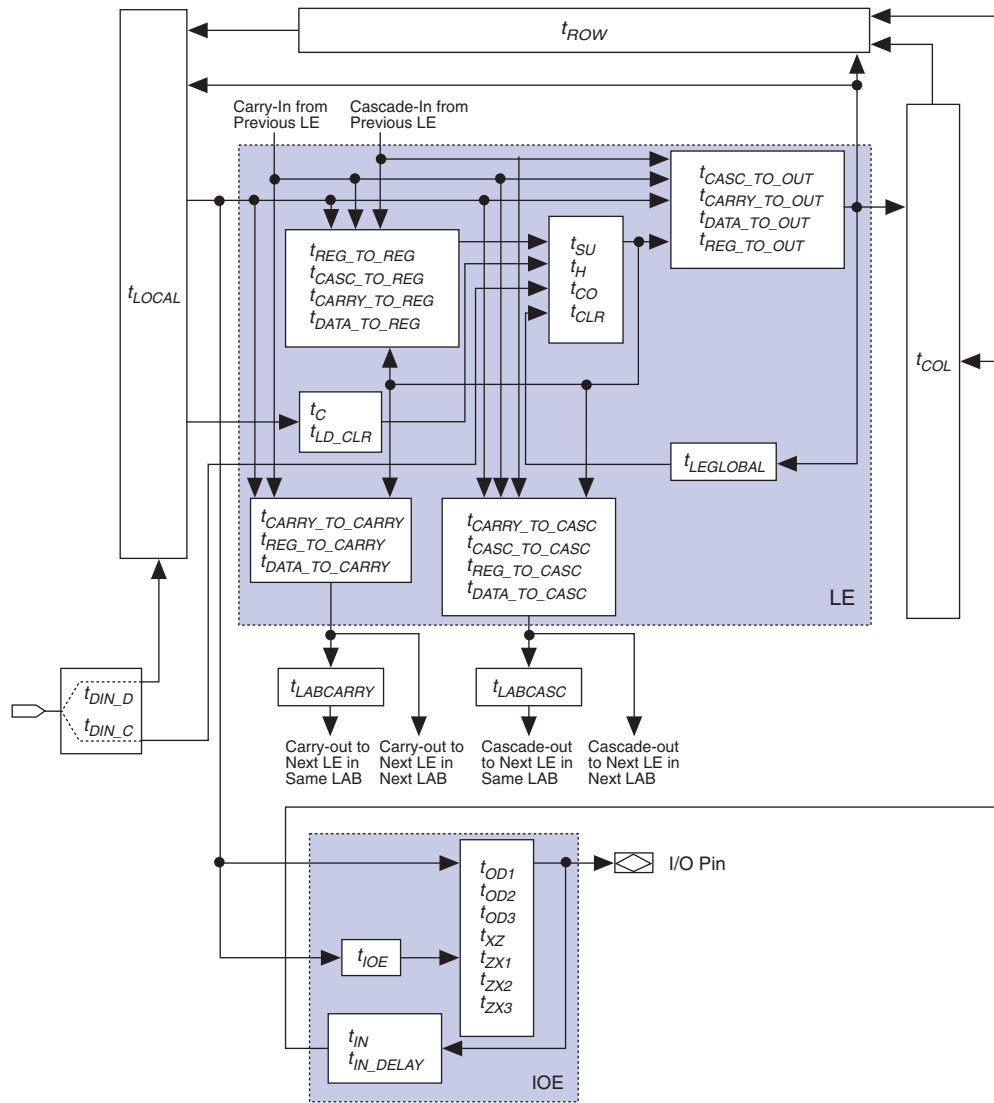 tROW
Carry-In from
Previous LE
Cascade-In from
Previous LE
tCASC_TO_OUT
tCARRY_TO_OUT
tDATA_TO_OUT
tREG_TO_OUT
tREG_TO_REG
tCASC_TO_REG
tCARRY_TO_REG
tDATA_TO_REG
tSU
tH
tCO
tCLR
tLOCAL
tCOL
tC
tLD_CLR
tLEGLOBAL
tCARRY_TO_CARRY
tREG_TO_CARRY
tDATA_TO_CARRY
tCARRY_TO_CASC
tCASC_TO_CASC
tREG_TO_CASC
tDATA_TO_CASC
LE
tDIN_D
tDIN_C
tLABCARRY
tLABCASC
Carry-out to
Next LE in
Same LAB
Carry-out to
Next LE in
Next LAB
Cascade-out
to Next LE in
Same LAB
Cascade-out
to Next LE in
Next LAB
tOD1
tOD2
tOD3
tXZ
tZX1
tZX2
tZX3
I/O Pin
tIOE
tIN
tIN_DELAY
IOE